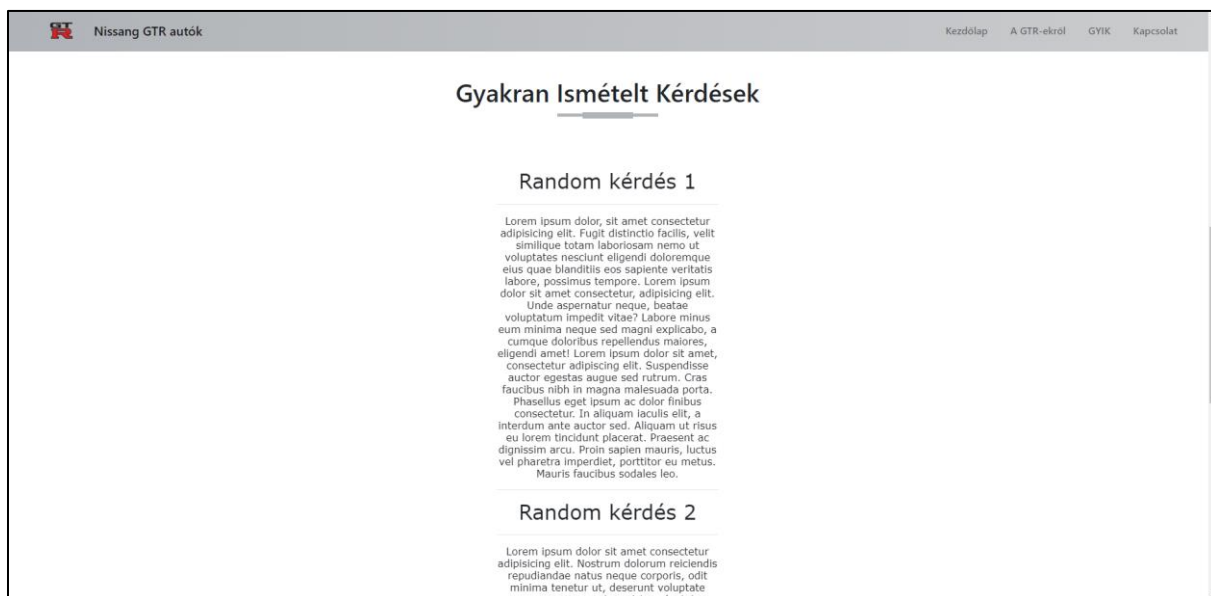 GT R
Nissang GTR autók
Kezdőlap A GTR-ekről GYIK Kapcsolat
Gyakran Ismételt Kérdések
Random kérdés 1
Lorem ipsum dolor, sit amet consectetur
adipisicing elit. Fugit distinctio facilis, velit
similique totam laboriosam nemo ut
voluptates nesciunt eligendi doloremque
eius quae blanditiis eos sapiente veritatis
labore, possimus tempore. Lorem ipsum
dolor sit amet consectetur, adipisicing elit.
Unde aspernatur neque, beatae
voluptatum impedit vitae? Labore minus
eum minima neque sed magni explicabo, a
cumque doloribus repellendus maiores,
eligendi amet! Lorem ipsum dolor sit amet,
consectetur adipiscing elit. Suspendisse
auctor egestas augue sed rutrum. Cras
faucibus nibh in magna malesuada porta.
Phasellus eget ipsum ac dolor finibus
consectetur. In aliquam iaculis elit, a
interdum ante auctor sed. Aliquam ut risus
eu lorem tincidunt placerat. Praesent ac
dignissim arcu. Proin sapien mauris, luctus
vel pharetra imperdiet, porttitor eu metus.
Mauris faucibus sodales leo.
Random kérdés 2
Lorem ipsum dolor sit amet consectetur
adipisicing elit. Nostrum dolorum reiciendis
repudiandae natus neque corporis, odit
minima tenetur ut, deserunt voluptate